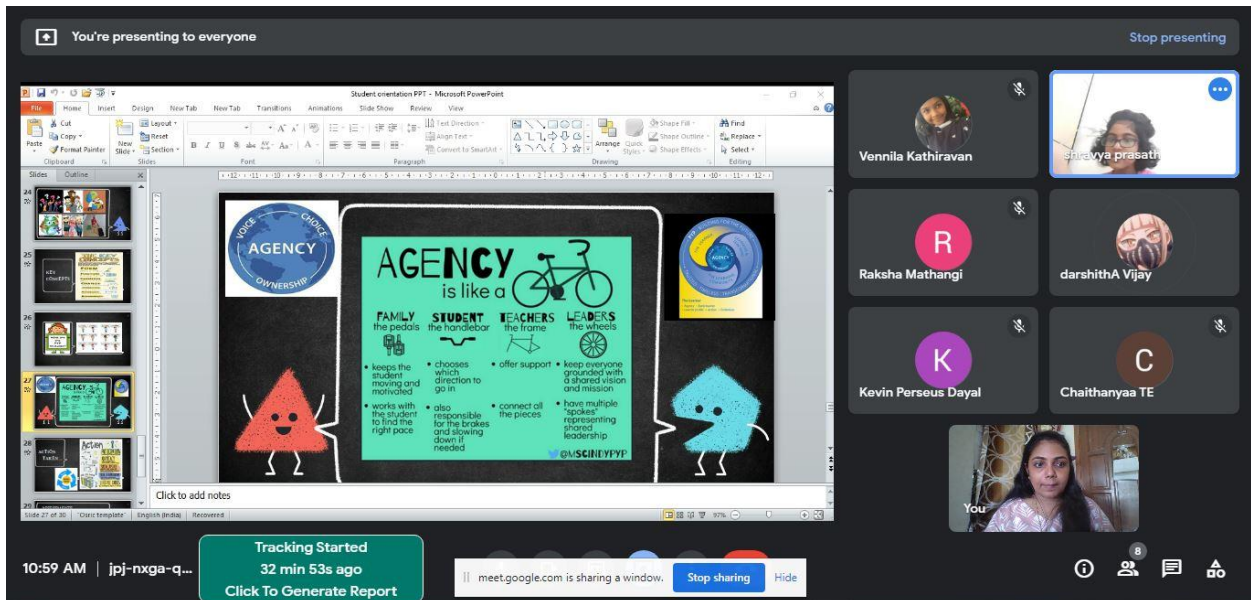 You're presenting to everyone
Stop presenting
Student orientation PPT - Microsoft PowerPoint
File Home Insert Design New Tab New Tab Transitions Animations Slide Show Review View
Cut
Copy
Format Painter
Paste
Clipboard
New Slide
Layout
Reset
Section
Slides
Font
Text Direction
Align Text
Convert to SmartArt
Paragraph
Arrange
Quick Styles
Shape Fill
Shape Outline
Shape Effects
Drawing
Find
Replace
Select
Editing
Slides Outline
24
25
26
27
28
29
VOICE CHOICE
AGENCY
OWNERSHIP
AGENCY
is like a
FAMILY
the pedals
• keeps the
student
moving and
motivated
• works with
the student
to find the
right pace
STUDENT
the handlebar
• chooses
which
direction to
go in
• also
responsible
for the brakes
and slowing
down if
needed
TEACHERS
the frame
• offer support
• connect all
the pieces
LEADERS
the wheels
• keep everyone
grounded with
a shared vision
and mission
• have multiple
"spokes"
representing
shared
leadership
@MSCINDYPYP
AGENCY
Click to add notes
Slide 27 of 30 English (India) Recovered
97%
Vennila Kathiravan
shravya prasath
R
Raksha Mathangi
darshithA Vijay
K
Kevin Perseus Dayal
C
Chaithanyaa TE
You
10:59 AM | jpj-nxga-q...
Tracking Started
32 min 53s ago
Click To Generate Report
meet.google.com is sharing a window.
Stop sharing
Hide
8